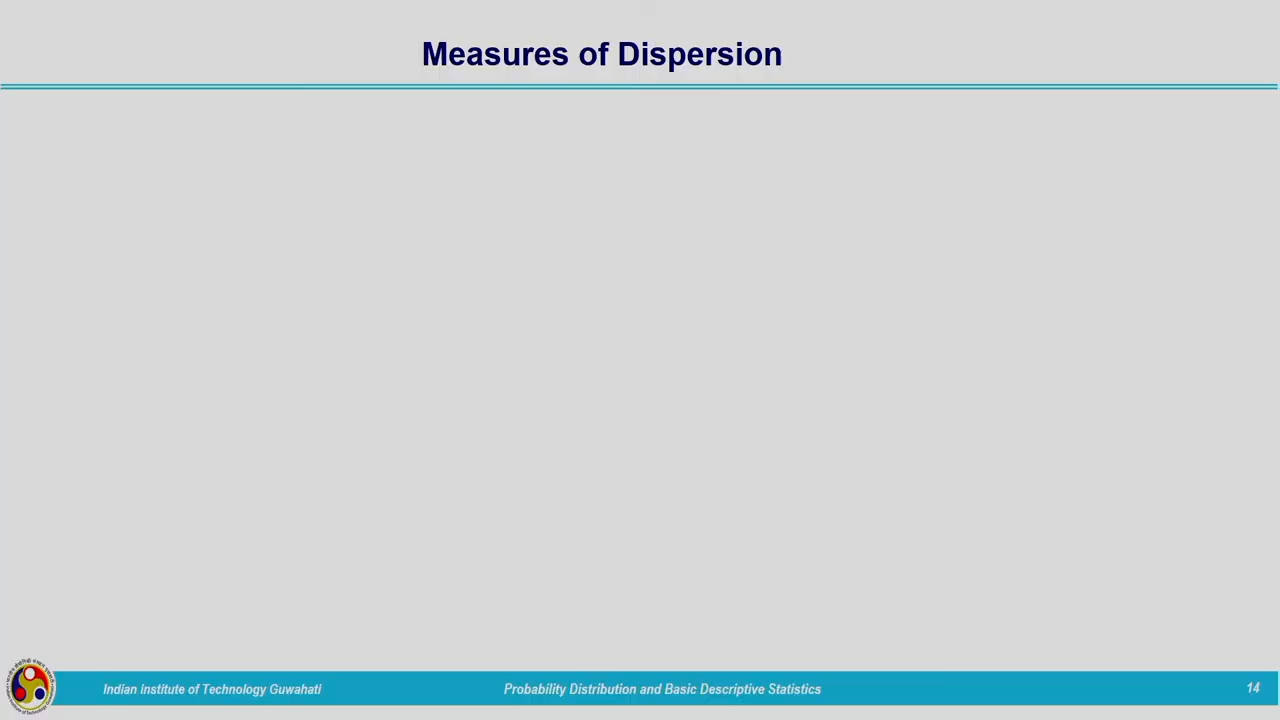 Measures of Dispersion
Indian Institute of Technology Guwahati
Probability Distribution and Basic Descriptive Statistics
14